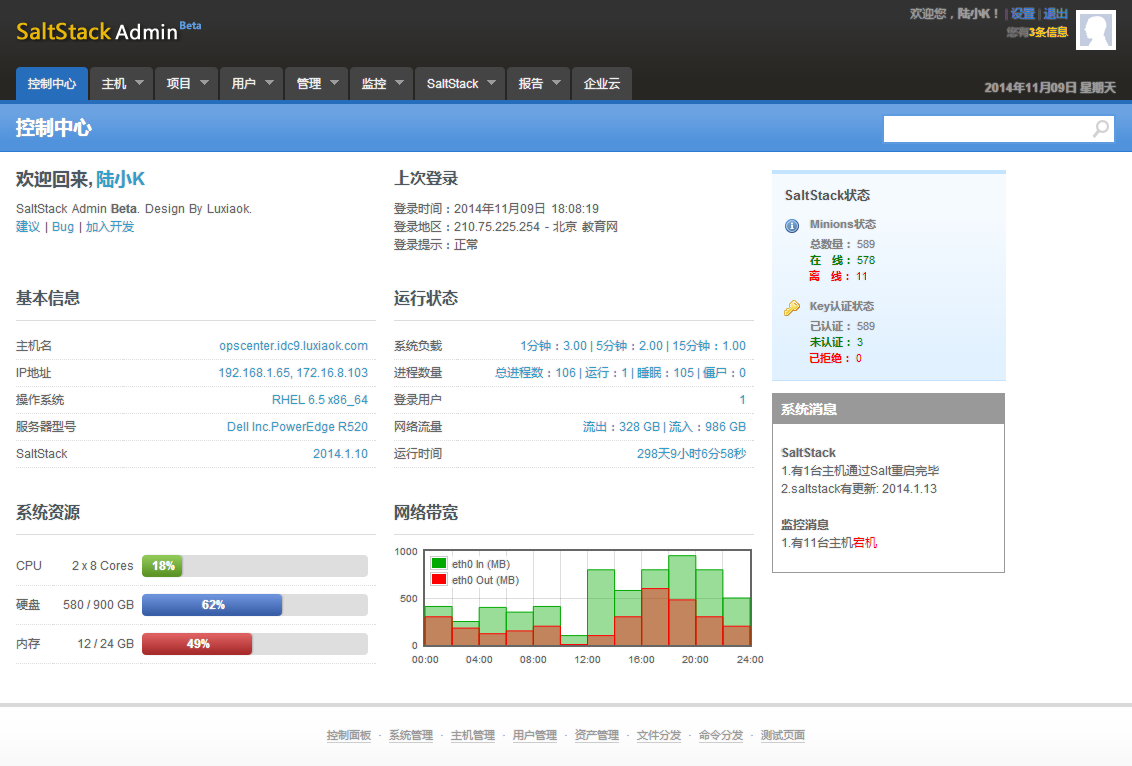 SaltStack Admin Beta
欢迎您，陆小K！ | 设置 | 退出
您有3条信息
控制中心 主机 项目 用户 管理 监控 SaltStack 报告 企业云
2014年11月09日 星期天
控制中心
欢迎回来, 陆小K
SaltStack Admin Beta. Design By Luxiaok.
建议 | Bug | 加入开发
上次登录
登录时间：2014年11月09日 18:08:19
登录地区：210.75.225.254 - 北京 教育网
登录提示：正常
SaltStack状态
Minions状态
总数量： 589
在 线： 578
离 线： 11
Key认证状态
已认证： 589
未认证： 3
已拒绝： 0
基本信息
主机名 opscenter.idc9.luxiaok.com
IP地址 192.168.1.65, 172.16.8.103
操作系统 RHEL 6.5 x86_64
服务器型号 Dell Inc.PowerEdge R520
SaltStack 2014.1.10
运行状态
系统负载 1分钟：3.00 | 5分钟：2.00 | 15分钟：1.00
进程数量 总进程数：106 | 运行：1 | 睡眠：105 | 僵尸：0
登录用户 1
网络流量 流出：328 GB | 流入：986 GB
运行时间 298天9小时6分58秒
系统消息
SaltStack
1.有1台主机通过Salt重启完毕
2.saltstack有更新: 2014.1.13
监控消息
1.有11台主机宕机
系统资源
CPU 2 x 8 Cores 18%
硬盘 580 / 900 GB 62%
内存 12 / 24 GB 49%
网络带宽
1000
500
0
eth0 In (MB)
eth0 Out (MB)
00:00 04:00 08:00 12:00 16:00 20:00 24:00
控制面板 · 系统管理 · 主机管理 · 用户管理 · 资产管理 · 文件分发 · 命令分发 · 测试页面